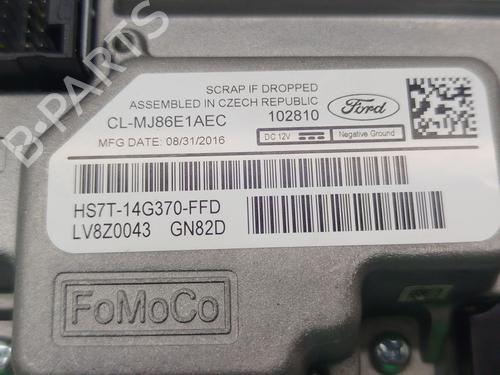 SCRAP IF DROPPED
ASSEMBLED IN CZECH REPUBLIC
CL-MJ86E1AEC 102810
Ford
MFG DATE: 08/31/2016
DC 12V Negative Ground
HS7T-14G370-FFD
LV8Z0043 GN82D
FoMoCo
B-PARTS